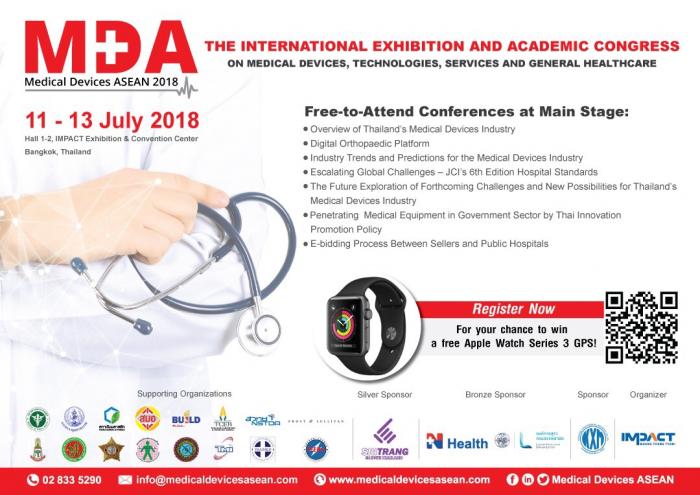 MDA
Medical Devices ASEAN 2018
THE INTERNATIONAL EXHIBITION AND ACADEMIC CONGRESS
ON MEDICAL DEVICES, TECHNOLOGIES, SERVICES AND GENERAL HEALTHCARE
11 - 13 July 2018
Hall 1-2, IMPACT Exhibition & Convention Center
Bangkok, Thailand
Free-to-Attend Conferences at Main Stage:
• Overview of Thailand's Medical Devices Industry
• Digital Orthopaedic Platform
• Industry Trends and Predictions for the Medical Devices Industry
• Escalating Global Challenges – JCI's 6th Edition Hospital Standards
• The Future Exploration of Forthcoming Challenges and New Possibilities for Thailand's
Medical Devices Industry
• Penetrating Medical Equipment in Government Sector by Thai Innovation
Promotion Policy
• E-bidding Process Between Sellers and Public Hospitals
Register Now
For your chance to win
a free Apple Watch Series 3 GPS!
Supporting Organizations
Silver Sponsor
Bronze Sponsor
Sponsor
Organizer
BUILD
TCER
NSTDA
FROST & SULLIVAN
SRITRANG
Health
IMPACT
02 833 5290
info@medicaldevicesasean.com
www.medicaldevicesasean.com
Medical Devices ASEAN